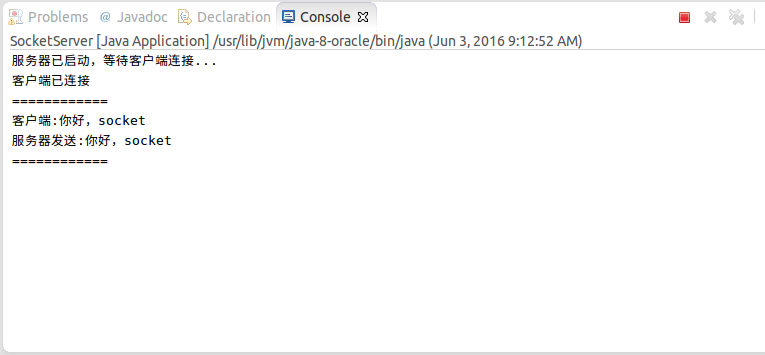 Problems @ Javadoc Declaration Console
SocketServer [Java Application] /usr/lib/jvm/java-8-oracle/bin/java (Jun 3, 2016 9:12:52 AM)
服务器已启动，等待客户端连接...
客户端已连接
============
客户端:你好，socket
服务器发送:你好，socket
============